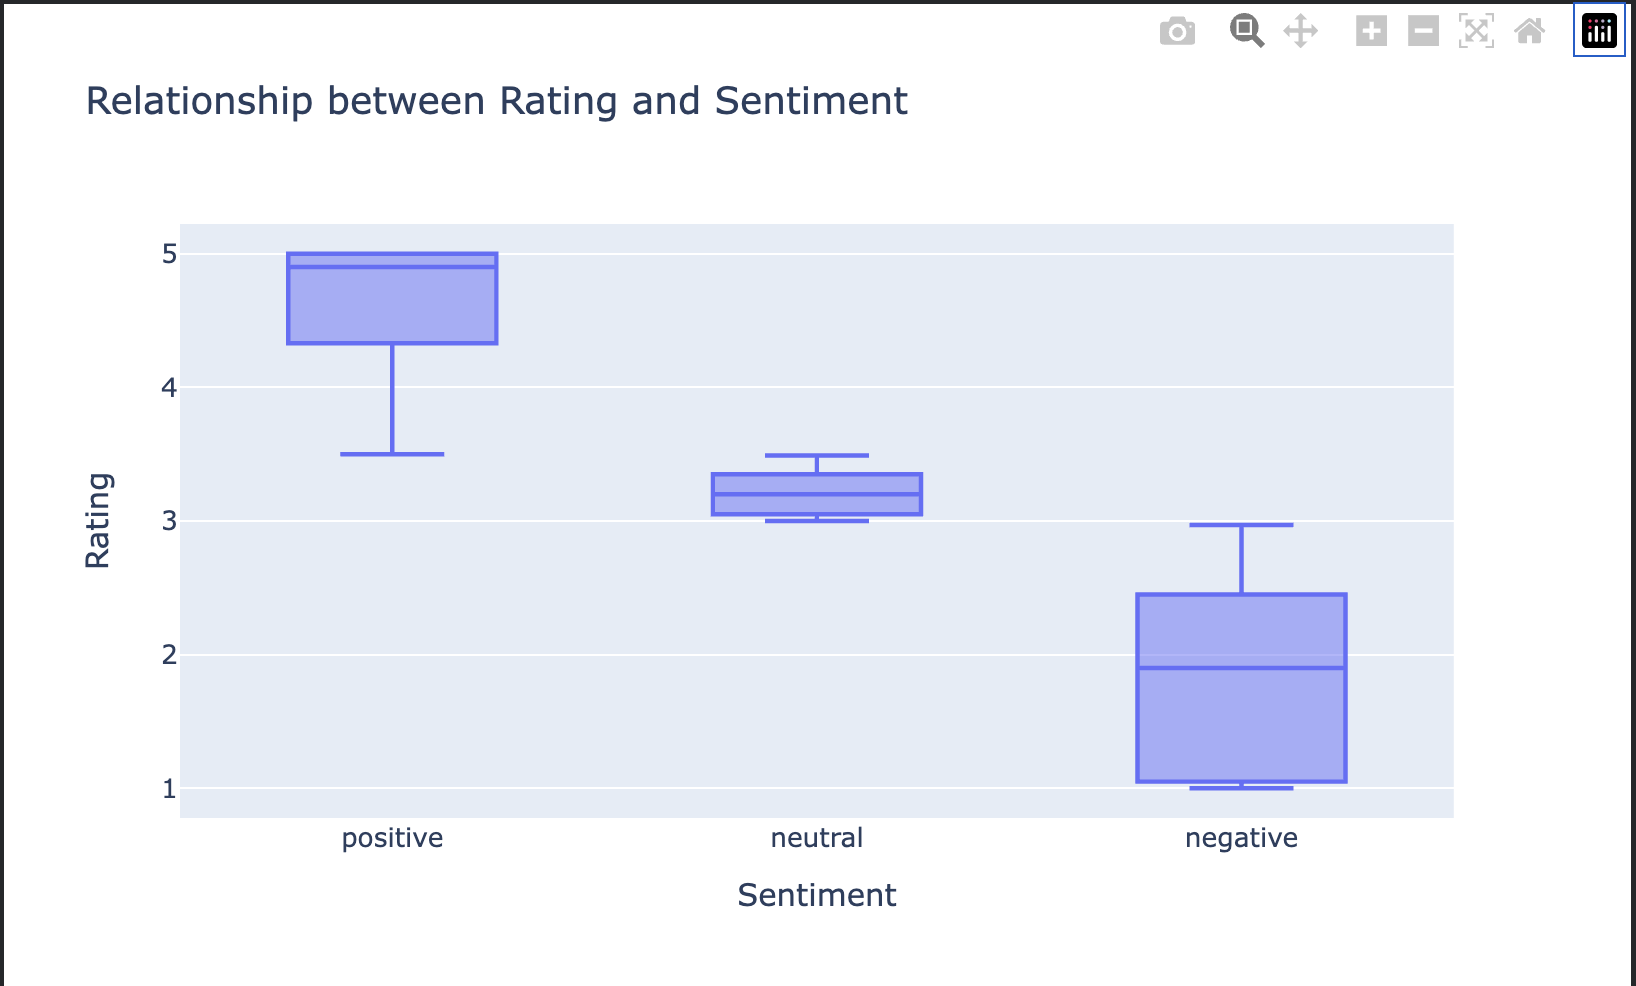 Relationship between Rating and Sentiment
5
4
3
2
1
Rating
positive neutral negative
Sentiment